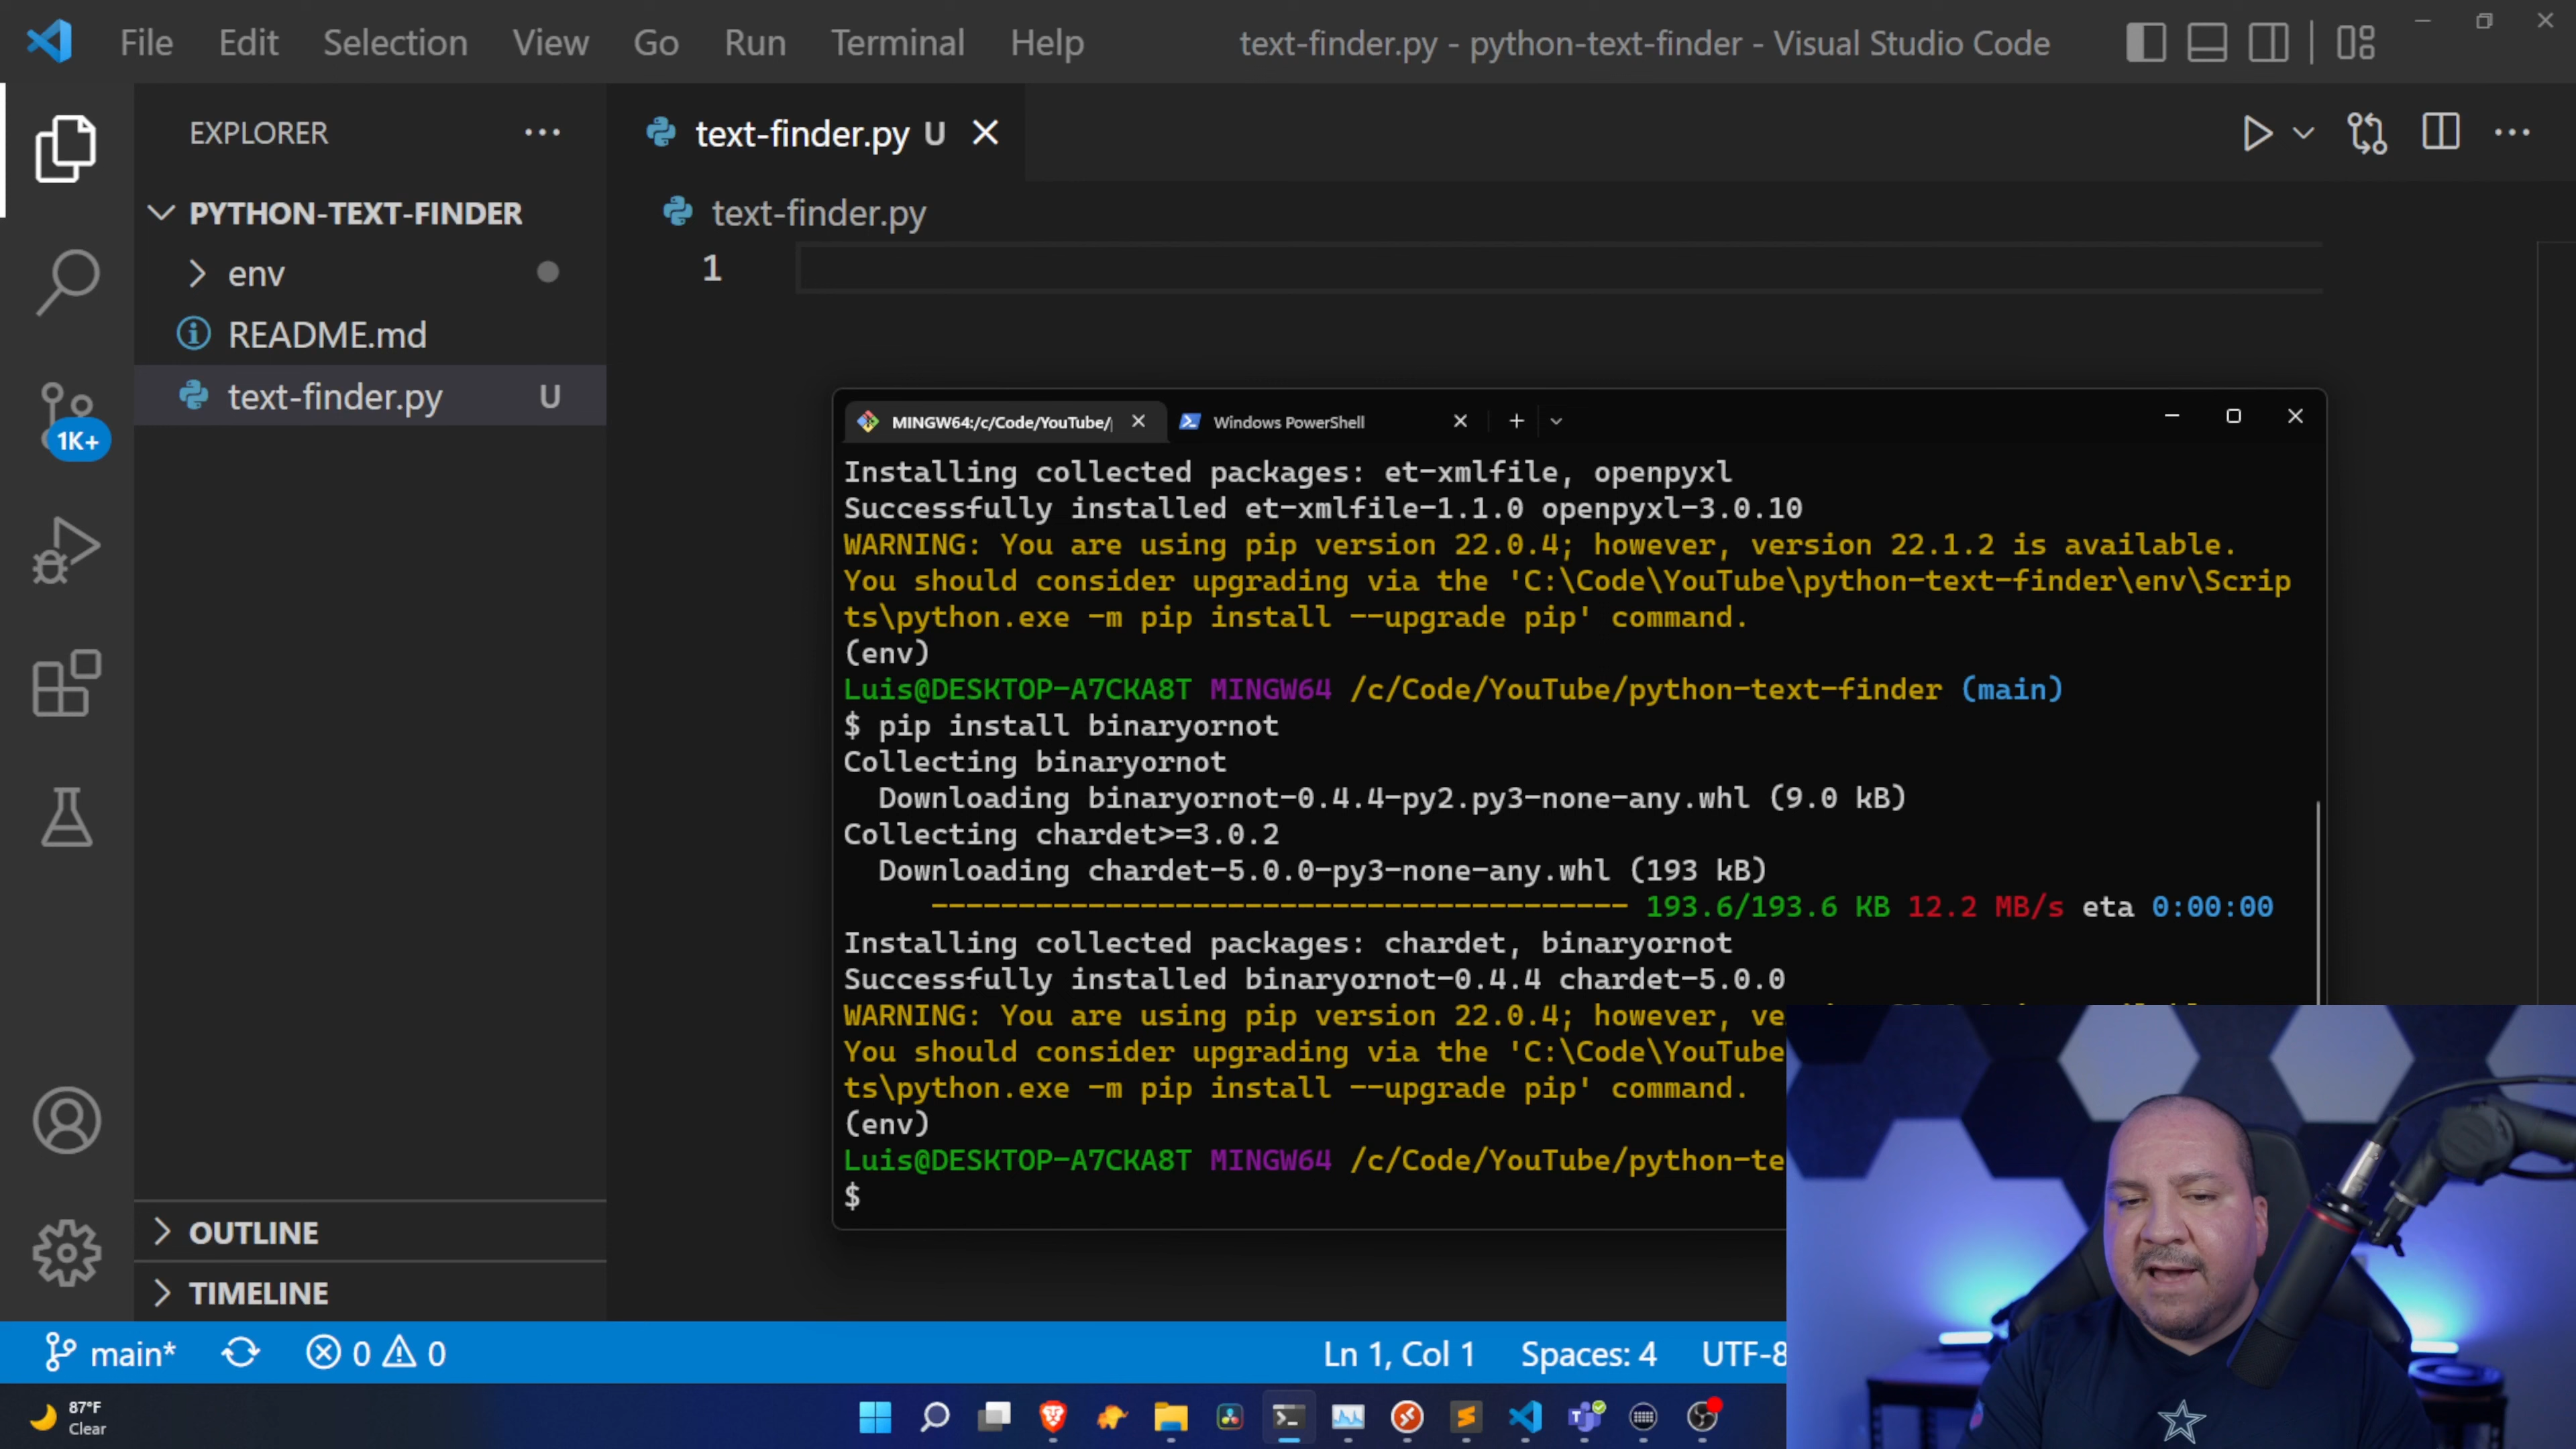 File Edit Selection View Go Run Terminal Help text-finder.py - python-text-finder - Visual Studio Code
EXPLORER
text-finder.py U
PYTHON-TEXT-FINDER
text-finder.py
env
1
README.md
text-finder.py U
1K+
MINGW64:/c/Code/YouTube/ Windows PowerShell
Installing collected packages: et-xmlfile, openpyxl
Successfully installed et-xmlfile-1.1.0 openpyxl-3.0.10
WARNING: You are using pip version 22.0.4; however, version 22.1.2 is available.
You should consider upgrading via the 'C:\Code\YouTube\python-text-finder\env\Scrip
ts\python.exe -m pip install --upgrade pip' command.
(env)
Luis@DESKTOP-A7CKA8T MINGW64 /c/Code/YouTube/python-text-finder (main)
$ pip install binaryornot
Collecting binaryornot
Downloading binaryornot-0.4.4-py2.py3-none-any.whl (9.0 kB)
Collecting chardet>=3.0.2
Downloading chardet-5.0.0-py3-none-any.whl (193 kB)
---------------------------------------- 193.6/193.6 KB 12.2 MB/s eta 0:00:00
Installing collected packages: chardet, binaryornot
Successfully installed binaryornot-0.4.4 chardet-5.0.0
WARNING: You are using pip version 22.0.4; however, ve
You should consider upgrading via the 'C:\Code\YouTube
ts\python.exe -m pip install --upgrade pip' command.
(env)
Luis@DESKTOP-A7CKA8T MINGW64 /c/Code/YouTube/python-te
$
OUTLINE
TIMELINE
main* 0 0 Ln 1, Col 1 Spaces: 4 UTF-8
87°F
Clear